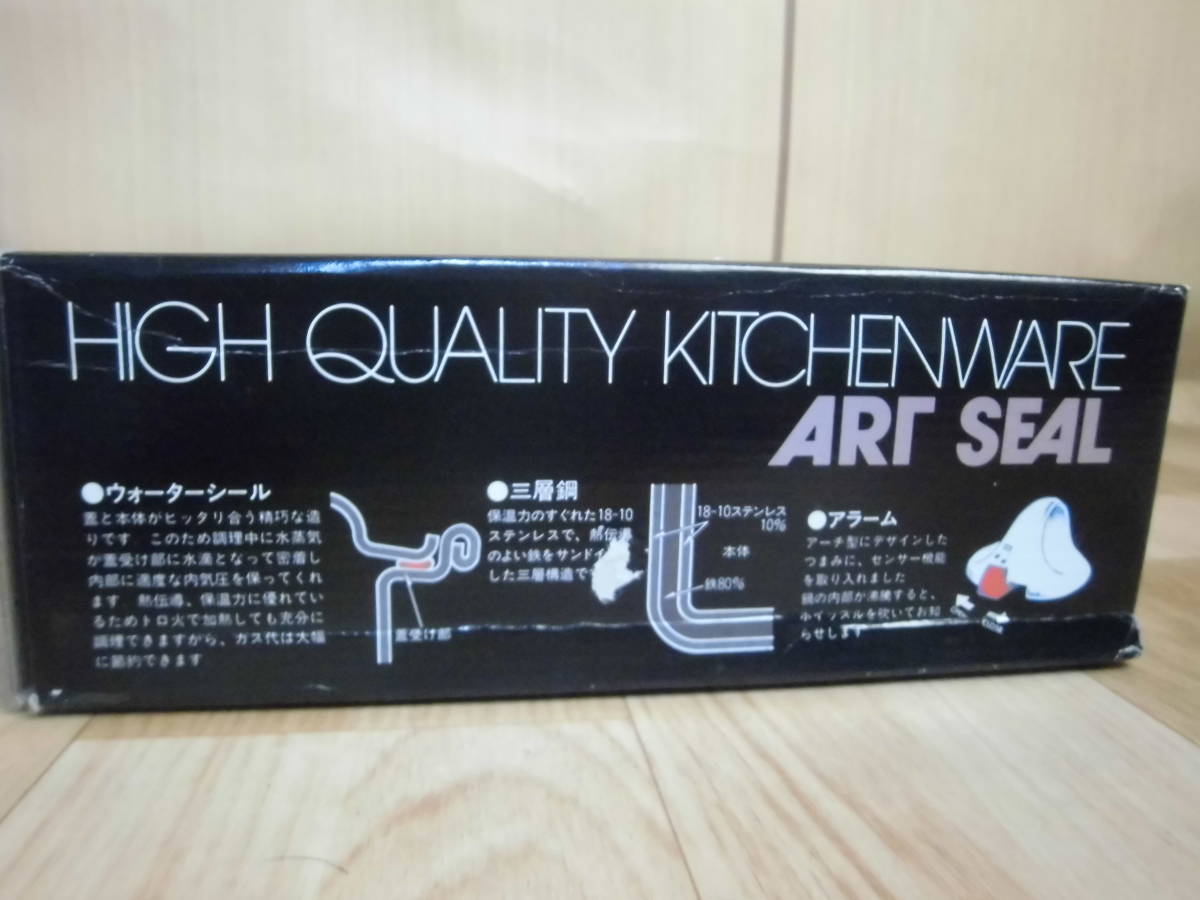 HIGH QUALITY KITCHENWARE
ART SEAL
●ウォーターシール
蓋と本体がヒッタリ合う精巧な造
りです　このため調理中に水蒸気
が蓋受け部に水滴となって密着し
内部に適度な内気圧を保ってくれ
ます　熱伝導、保温力に優れてい
るためトロ火で加熱しても充分に
調理できますから、ガス代は大幅
に節約できます
蓋受け部
●三層鋼
保温力のすぐれた18-10
ステンレスで、熱伝導
のよい鉄をサンドイ
した三層構造で
18-10ステンレス
10%
本体
鉄80%
●アラーム
アーチ型にデザインした
つまみに、センサー機能
を取り入れました
鍋の内部が沸騰すると、
ホイッスルを吹いてお知
らせします
OPEN
CLOSE